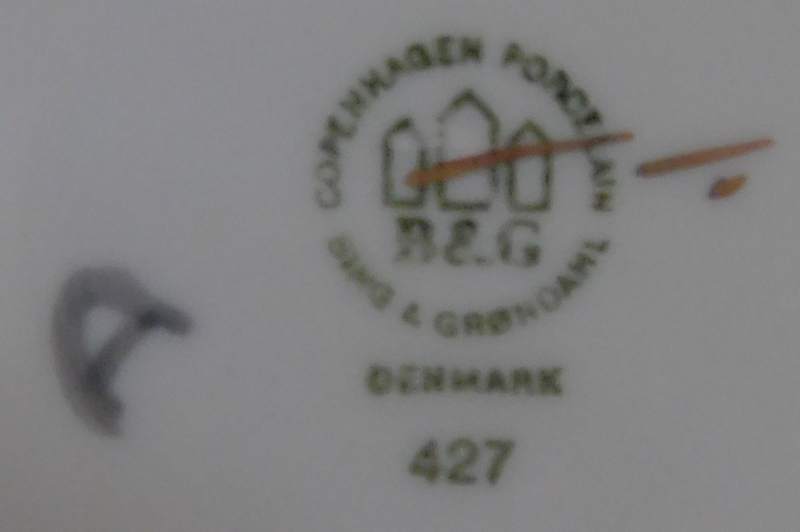 COPENHAGEN PORCELAIN
B&G
BING & GRØNDAHL
DENMARK
427